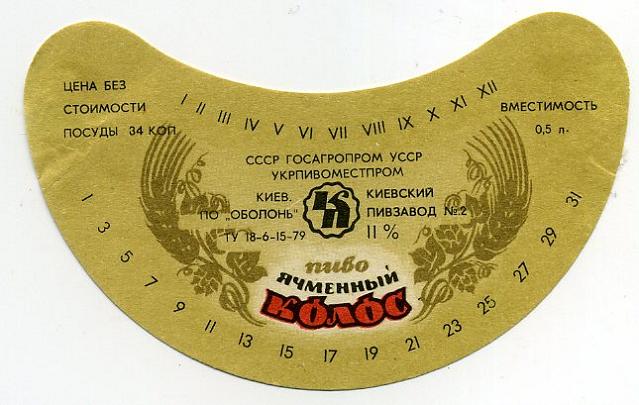 ЦЕНА БЕЗ
СТОИМОСТИ
ПОСУДЫ 34 КОП.
I II III IV V VI VII VIII IX X XI XII
ВМЕСТИМОСТЬ
0,5 л.
СССР ГОСАГРОПРОМ УССР
УКРПИВОМЕСТПРОМ
КИЕВ.
ПО „ОБОЛОНЬ"
ТУ 18-6-15-79
К
КИЕВСКИЙ
ПИВЗАВОД №2
11 %
пиво
ЯЧМЕННЫЙ
КОЛОС
1 3 5 7 9 11 13 15 17 19 21 23 25 27 29 31